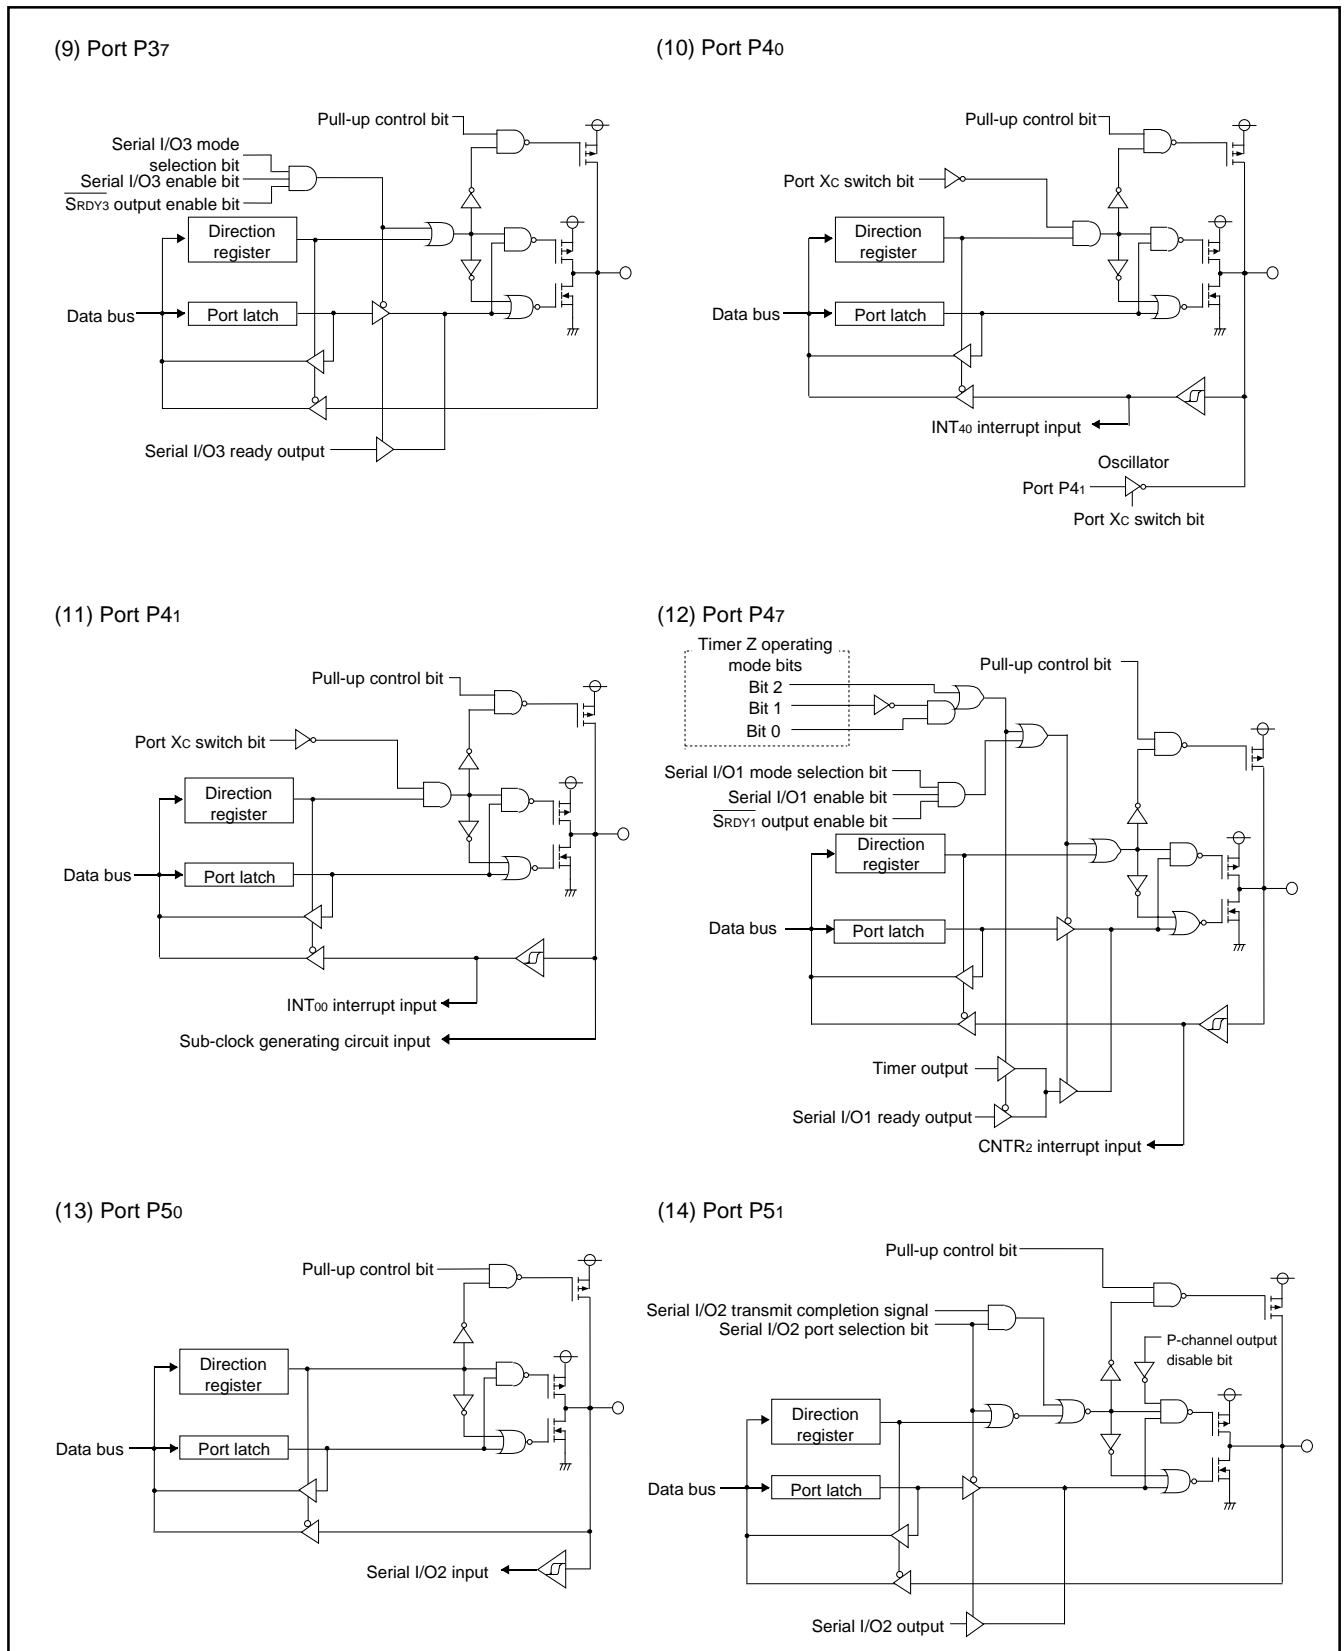 (9) Port P37
Pull-up control bit
Serial I/O3 mode
selection bit
Serial I/O3 enable bit
SRDY3 output enable bit
Direction
register
Data bus
Port latch
Serial I/O3 ready output
(10) Port P40
Pull-up control bit
Port XC switch bit
Direction
register
Data bus
Port latch
INT40 interrupt input
Oscillator
Port P41
Port XC switch bit
(11) Port P41
Pull-up control bit
Port XC switch bit
Direction
register
Data bus
Port latch
INT00 interrupt input
Sub-clock generating circuit input
(12) Port P47
Timer Z operating
mode bits
Bit 2
Bit 1
Bit 0
Pull-up control bit
Serial I/O1 mode selection bit
Serial I/O1 enable bit
SRDY1 output enable bit
Direction
register
Data bus
Port latch
Timer output
Serial I/O1 ready output
CNTR2 interrupt input
(13) Port P50
Pull-up control bit
Direction
register
Data bus
Port latch
Serial I/O2 input
(14) Port P51
Pull-up control bit
Serial I/O2 transmit completion signal
Serial I/O2 port selection bit
P-channel output
disable bit
Direction
register
Data bus
Port latch
Serial I/O2 output